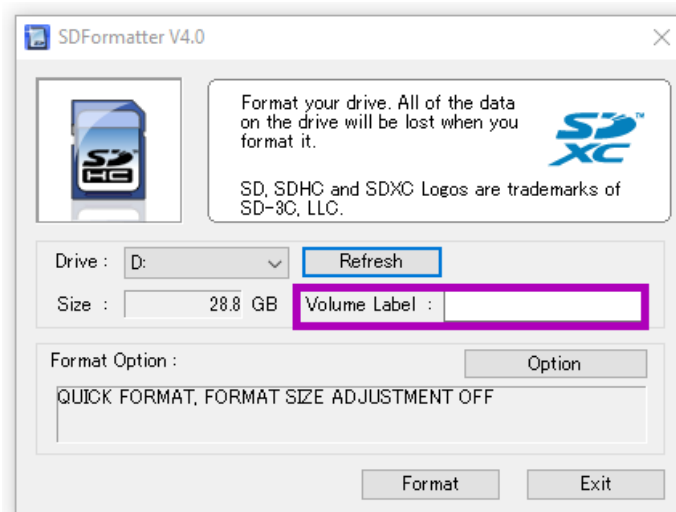 SDFormatter V4.0
Format your drive. All of the data
on the drive will be lost when you
format it.
SD, SDHC and SDXC Logos are trademarks of
SD-3C, LLC.
SD HC
SD XC™
Drive : D: Refresh
Size : 28.8 GB Volume Label :
Format Option : Option
QUICK FORMAT, FORMAT SIZE ADJUSTMENT OFF
Format Exit